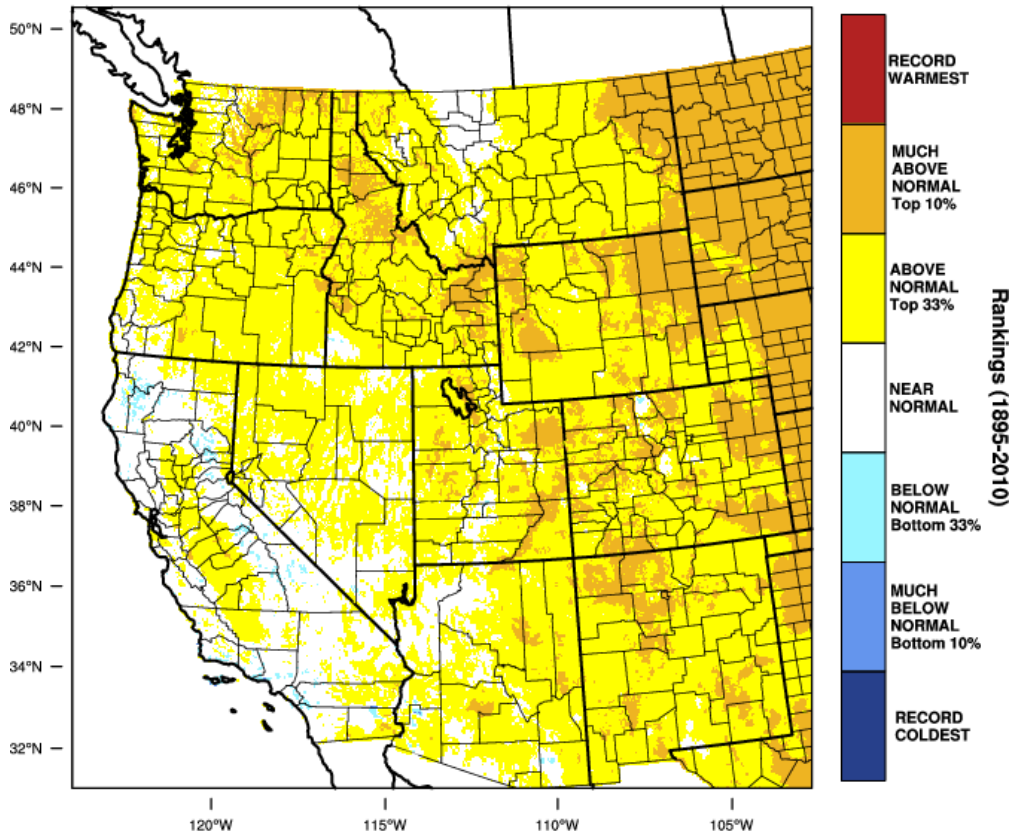 50°N
48°N
46°N
44°N
42°N
40°N
38°N
36°N
34°N
32°N
120°W
115°W
110°W
105°W
RECORD
WARMEST
MUCH
ABOVE
NORMAL
Top 10%
ABOVE
NORMAL
Top 33%
NEAR
NORMAL
BELOW
NORMAL
Bottom 33%
MUCH
BELOW
NORMAL
Bottom 10%
RECORD
COLDEST
Rankings (1895-2010)